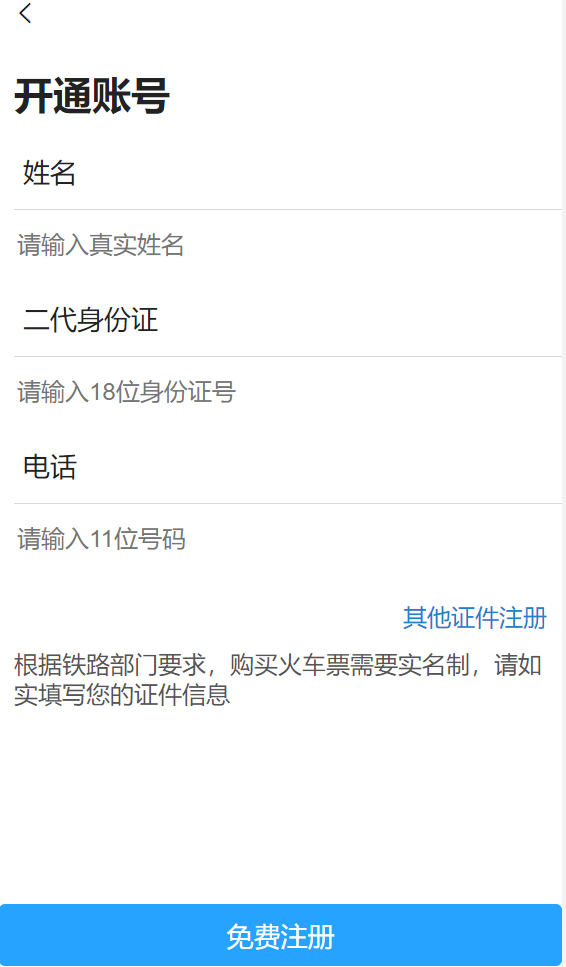 开通账号
姓名
请输入真实姓名
二代身份证
请输入18位身份证号
电话
请输入11位号码
其他证件注册
根据铁路部门要求，购买火车票需要实名制，请如
实填写您的证件信息
免费注册